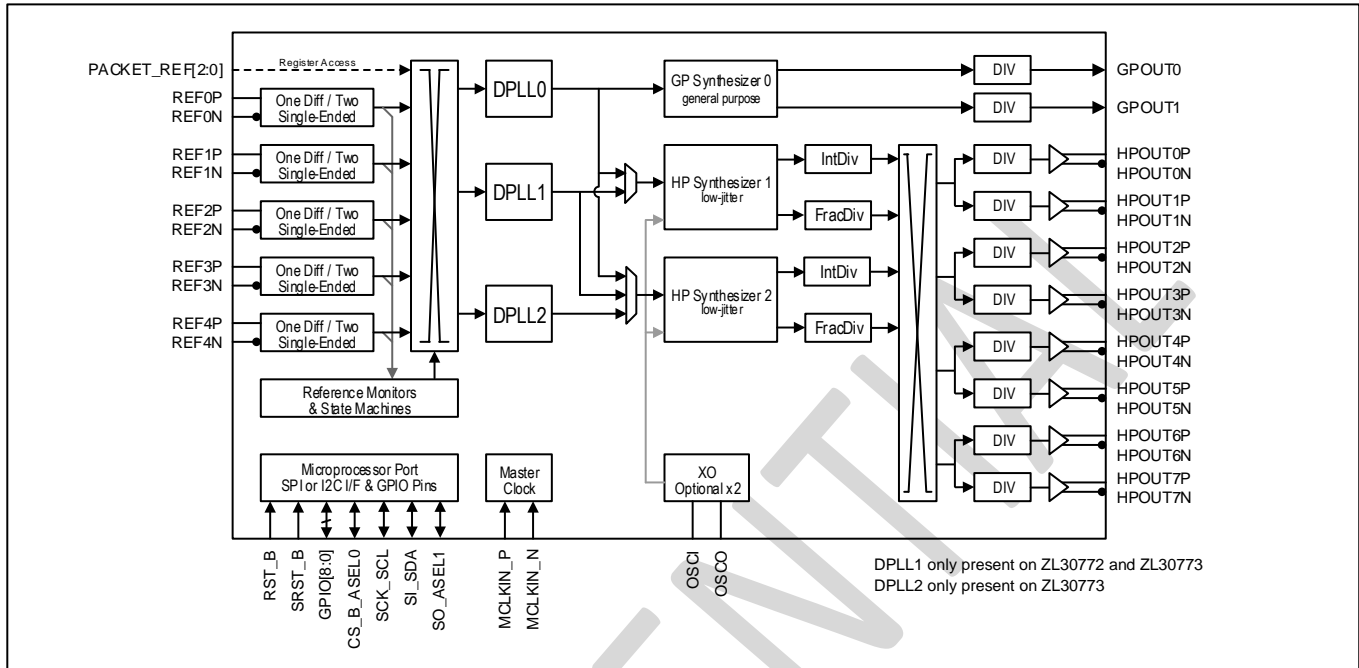 PACKET_REF[2:0]
Register Access
REF0P
REF0N
One Diff / Two
Single-Ended
REF1P
REF1N
One Diff / Two
Single-Ended
REF2P
REF2N
One Diff / Two
Single-Ended
REF3P
REF3N
One Diff / Two
Single-Ended
REF4P
REF4N
One Diff / Two
Single-Ended
Reference Monitors
& State Machines
DPLL0
DPLL1
DPLL2
GP Synthesizer 0
general purpose
HP Synthesizer 1
low-jitter
HP Synthesizer 2
low-jitter
IntDiv
FracDiv
IntDiv
FracDiv
DIV
GPOUT0
DIV
GPOUT1
DIV
HPOUT0P
HPOUT0N
DIV
HPOUT1P
HPOUT1N
DIV
HPOUT2P
HPOUT2N
DIV
HPOUT3P
HPOUT3N
DIV
HPOUT4P
HPOUT4N
DIV
HPOUT5P
HPOUT5N
DIV
HPOUT6P
HPOUT6N
DIV
HPOUT7P
HPOUT7N
Microprocessor Port
SPI or I2C I/F & GPIO Pins
Master
Clock
XO
Optional x2
RST_B
SRST_B
GPIO[8:0]
CS_B_ASEL0
SCK_SCL
SI_SDA
SO_ASEL1
MCLKIN_P
MCLKIN_N
OSCI
OSCO
DPLL1 only present on ZL30772 and ZL30773
DPLL2 only present on ZL30773
ENTIAL